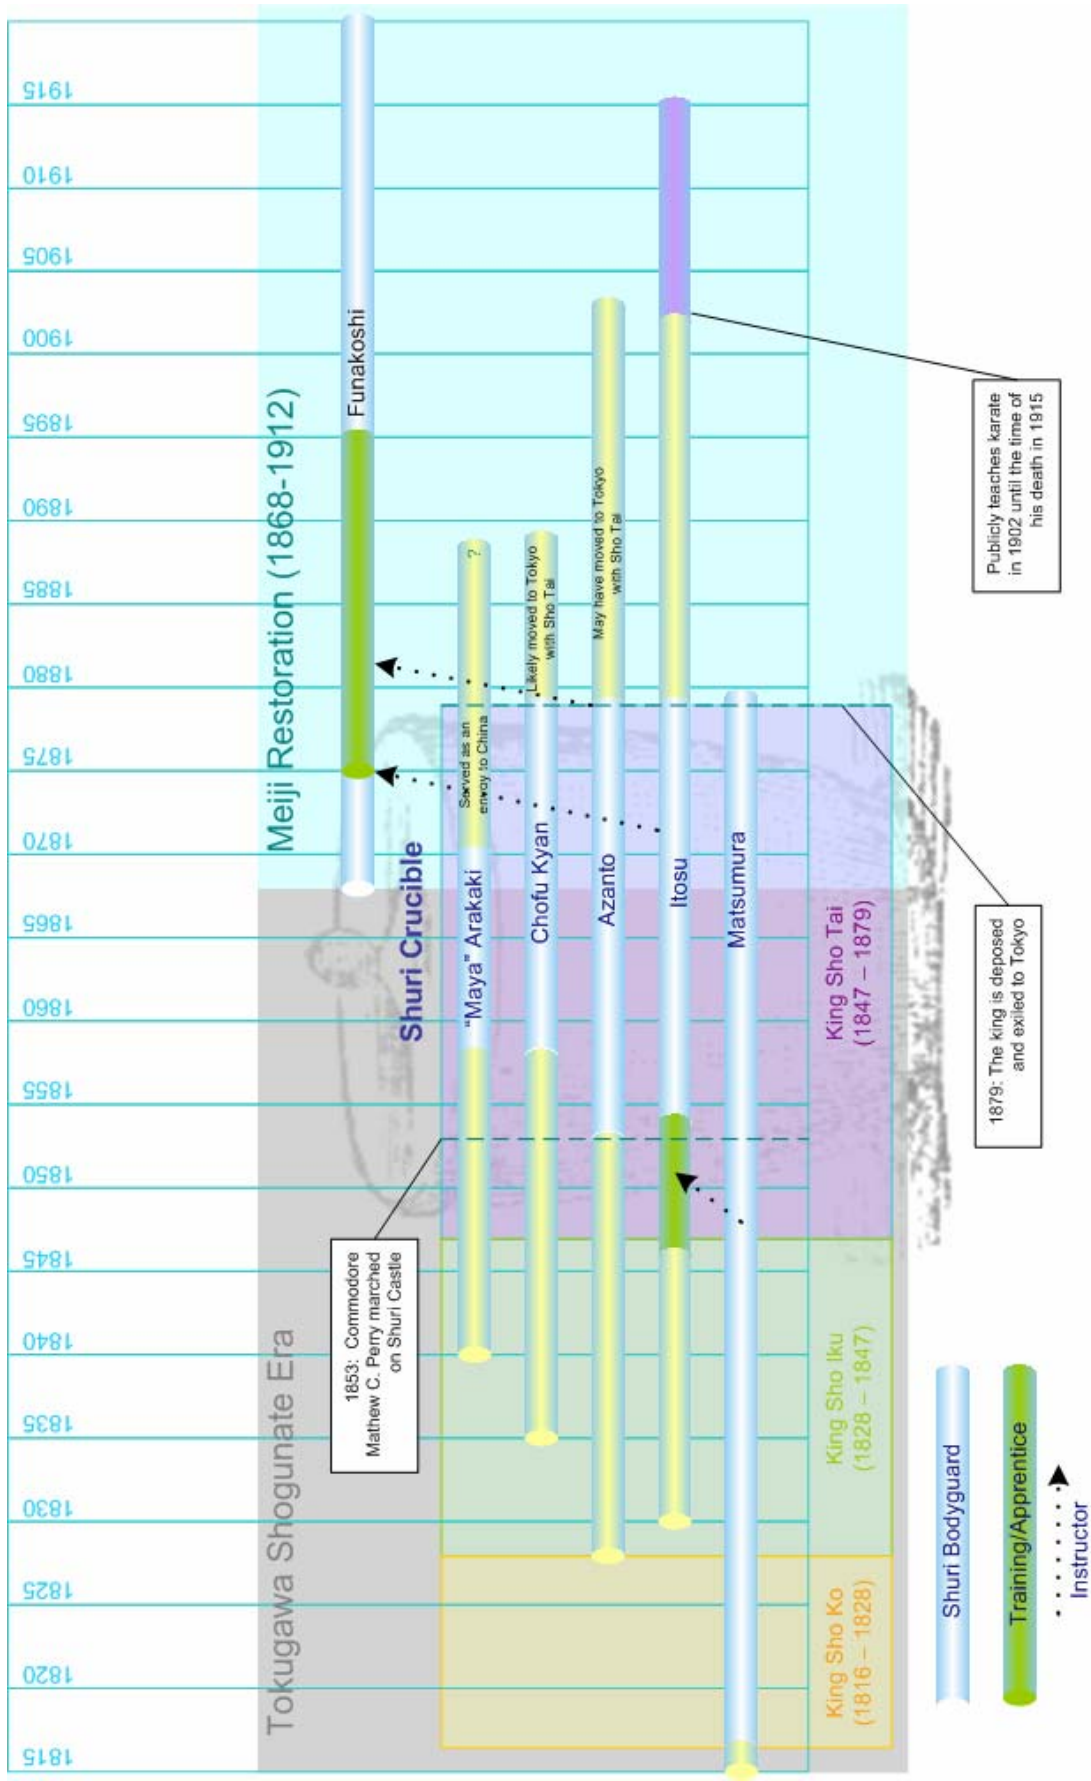 1815
1820
1825
1830
1835
1840
1845
1850
1855
1860
1865
1870
1875
1880
1885
1890
1895
1900
1905
1910
1915
Tokugawa Shogunate Era
Meiji Restoration (1868-1912)
Funakoshi
1853: Commodore
Mathew C. Perry marched
on Shuri Castle
Shuri Crucible
"Maya" Arakaki
Served as an
envoy to China
?
Chofu Kyan
Likely moved to Tokyo
with Sho Tai
Azanto
May have moved to Tokyo
with Sho Tai
Itosu
Matsumura
King Sho Ko
(1816 – 1828)
King Sho Iku
(1828 – 1847)
King Sho Tai
(1847 – 1879)
Shuri Bodyguard
Training/Apprentice
Instructor
1879: The king is deposed
and exiled to Tokyo
Publicly teaches karate
in 1902 until the time of
his death in 1915